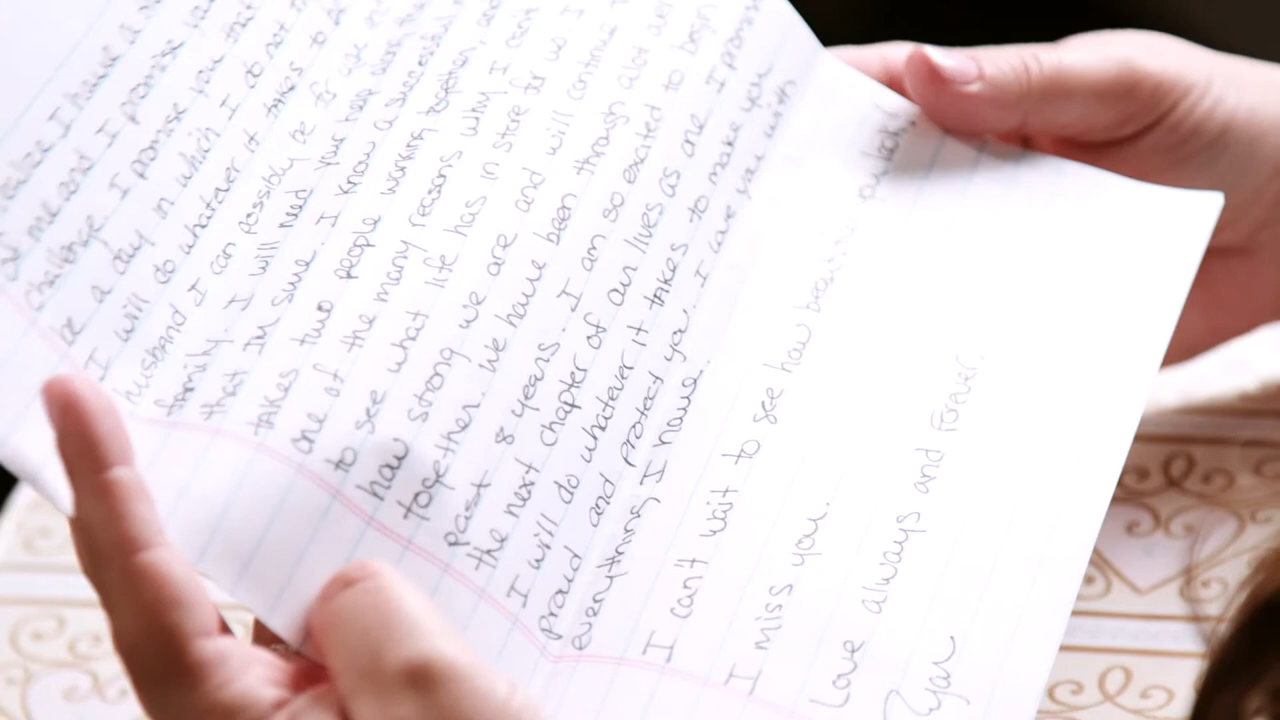 I have a
me and I promise
challenge. I promise you that
be a day in which I do not
I will do whatever it takes to
husband I can possibly be for
family. I will need your help along the
that I'm sure. I know a successful
takes two people working together,
one of the many reasons why I can't
to see what life has in store for us. I
how strong we are and will continue
together. We have been through alot
past 8 years. I am so excited to begin
the next chapter of our lives as one. I promise
I will do whatever it takes to make you
proud and protect you. I love you with
everything I have.
I can't wait to see how
I miss you.
Love always and Forever,
Ryan